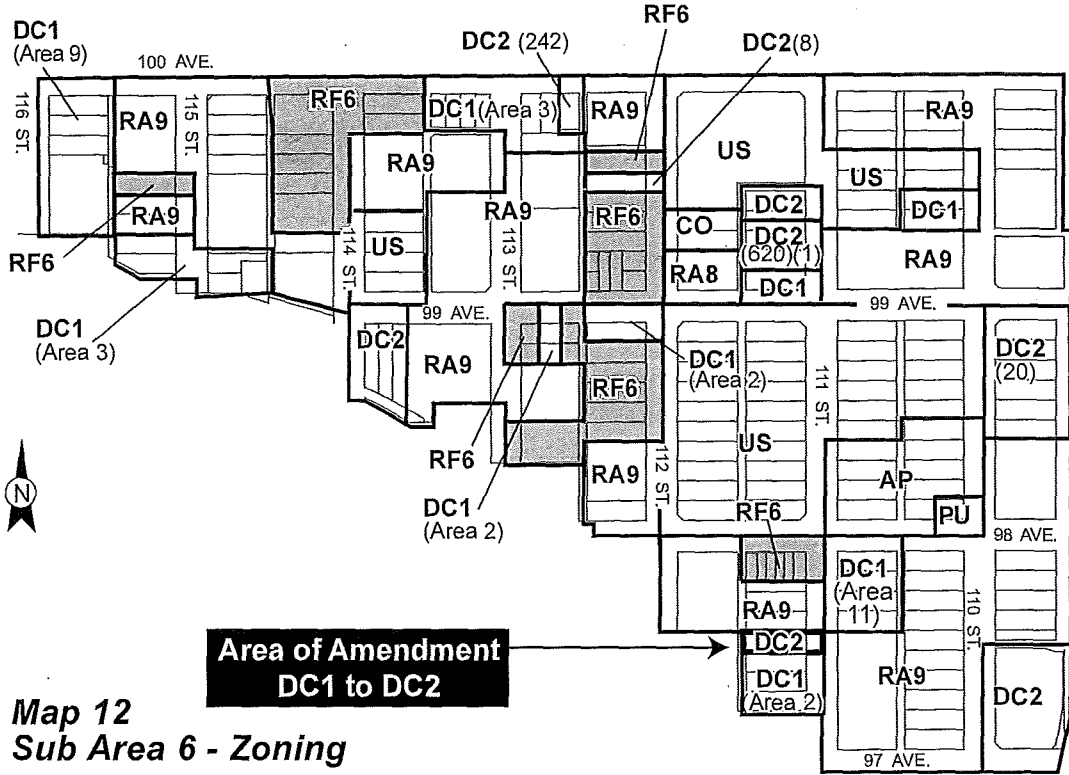 RF6
DC1
(Area 9)
DC2 (242)
DC2(8)
100 AVE.
116 ST.
RA9
115 ST.
RF6
DC1(Area 3)
RA9
RF6
US
RA9
RA9
US
RF6
RA9
DC2
DC1
RA9
RF6
CO
DC2
(620)(1)
RA9
US
114 ST.
113 ST.
RA8
DC1
RF6
DC1
(Area 3)
99 AVE.
99 AVE.
DC2
RA9
DC1
(Area 2)
111 ST.
DC2
(20)
RF6
RF6
US
112 ST.
RA9
AP
DC1
(Area 2)
RF6
PU
98 AVE.
N
DC1
(Area
11)
110 ST.
RA9
Area of Amendment
DC1 to DC2
DC2
DC1
(Area 2)
RA9
DC2
97 AVE.
Map 12
Sub Area 6 - Zoning